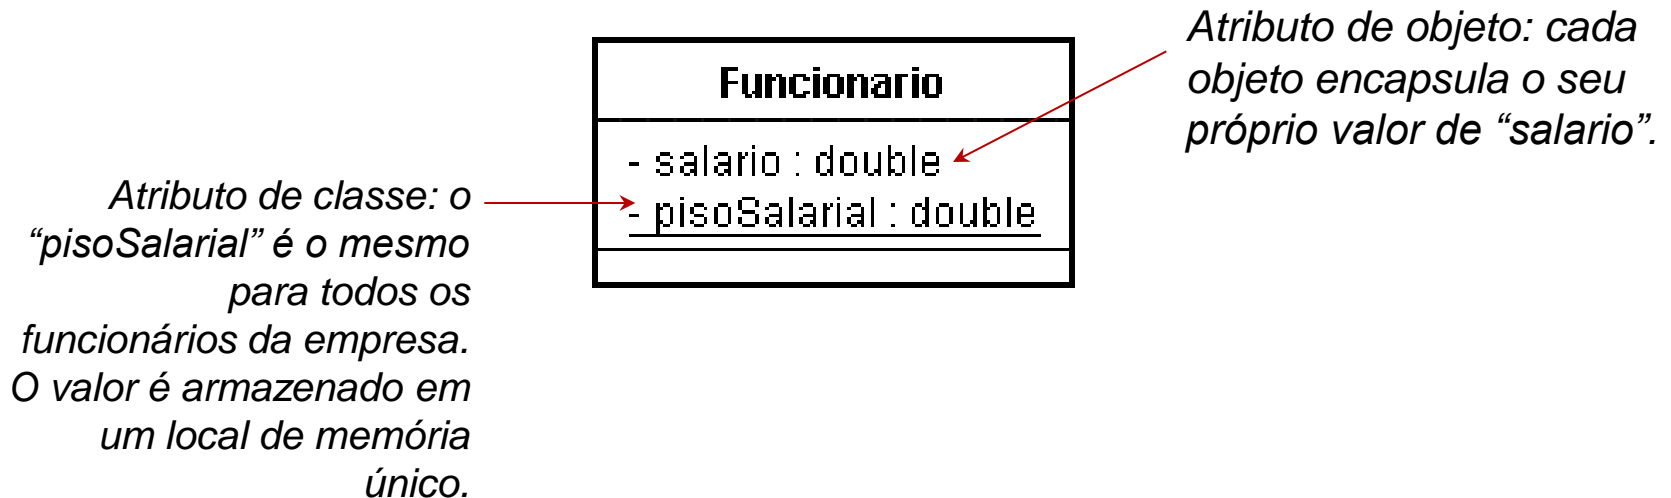 Atributo de objeto: cada
objeto encapsula o seu
próprio valor de “salario”.
Funcionario
- salario : double
- pisoSalarial : double
Atributo de classe: o
“pisoSalarial” é o mesmo
para todos os
funcionários da empresa.
O valor é armazenado em
um local de memória
único.